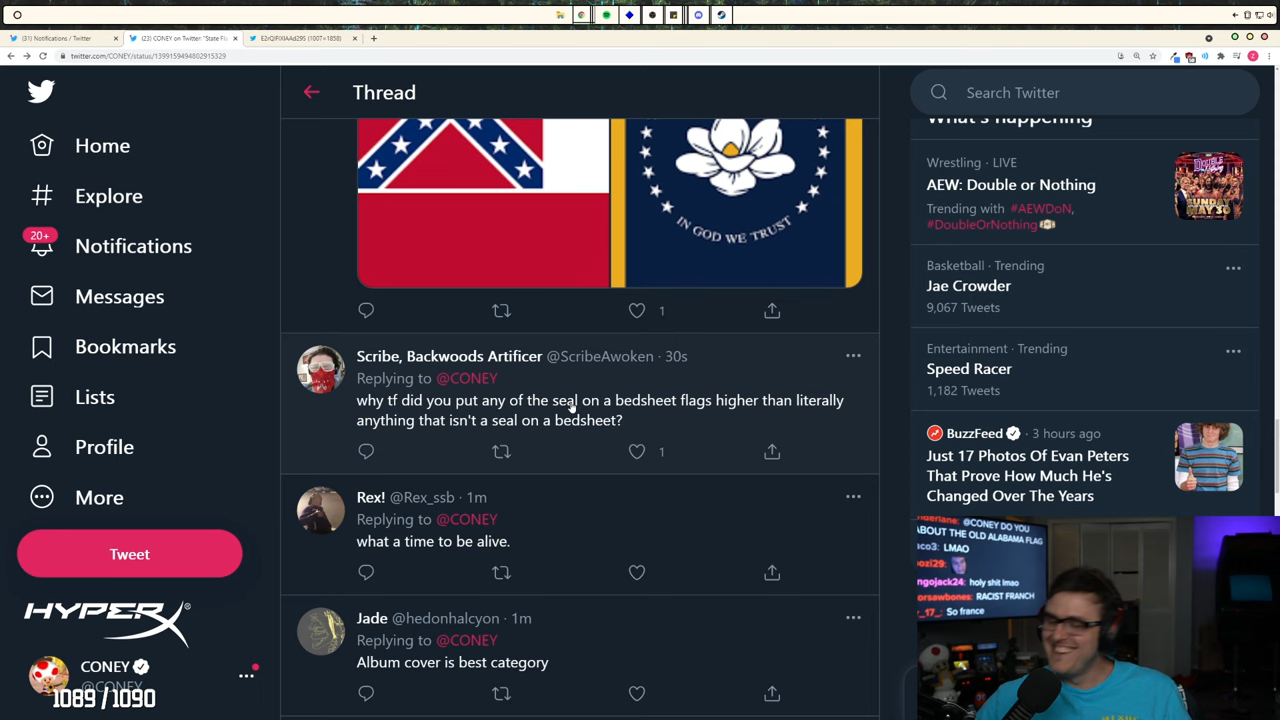 (31) Notifications / Twitter
(23) CONEY on Twitter: "State Fl
E2rQIFIXIAAd29S (1007×1858)
twitter.com/CONEY/status/1399159494802915329
Thread
Search Twitter
What's happening
Home
Explore
20+
Notifications
Messages
Bookmarks
Lists
Profile
More
Tweet
HYPERX
CONEY
@CONEY
1089 / 1090
IN GOD WE TRUST
1
Scribe, Backwoods Artificer @ScribeAwoken · 30s
Replying to @CONEY
why tf did you put any of the seal on a bedsheet flags higher than literally
anything that isn't a seal on a bedsheet?
1
Rex! @Rex_ssb · 1m
Replying to @CONEY
what a time to be alive.
Jade @hedonhalcyon · 1m
Replying to @CONEY
Album cover is best category
Wrestling · LIVE
AEW: Double or Nothing
Trending with #AEWDoN,
#DoubleOrNothing
Basketball · Trending
Jae Crowder
9,067 Tweets
Entertainment · Trending
Speed Racer
1,182 Tweets
BuzzFeed · 3 hours ago
Just 17 Photos Of Evan Peters
That Prove How Much He's
Changed Over The Years
@CONEY DO YOU
ABOUT THE OLD ALABAMA FLAG
LMAO
holy shit lmao
RACIST FRANCH
So france